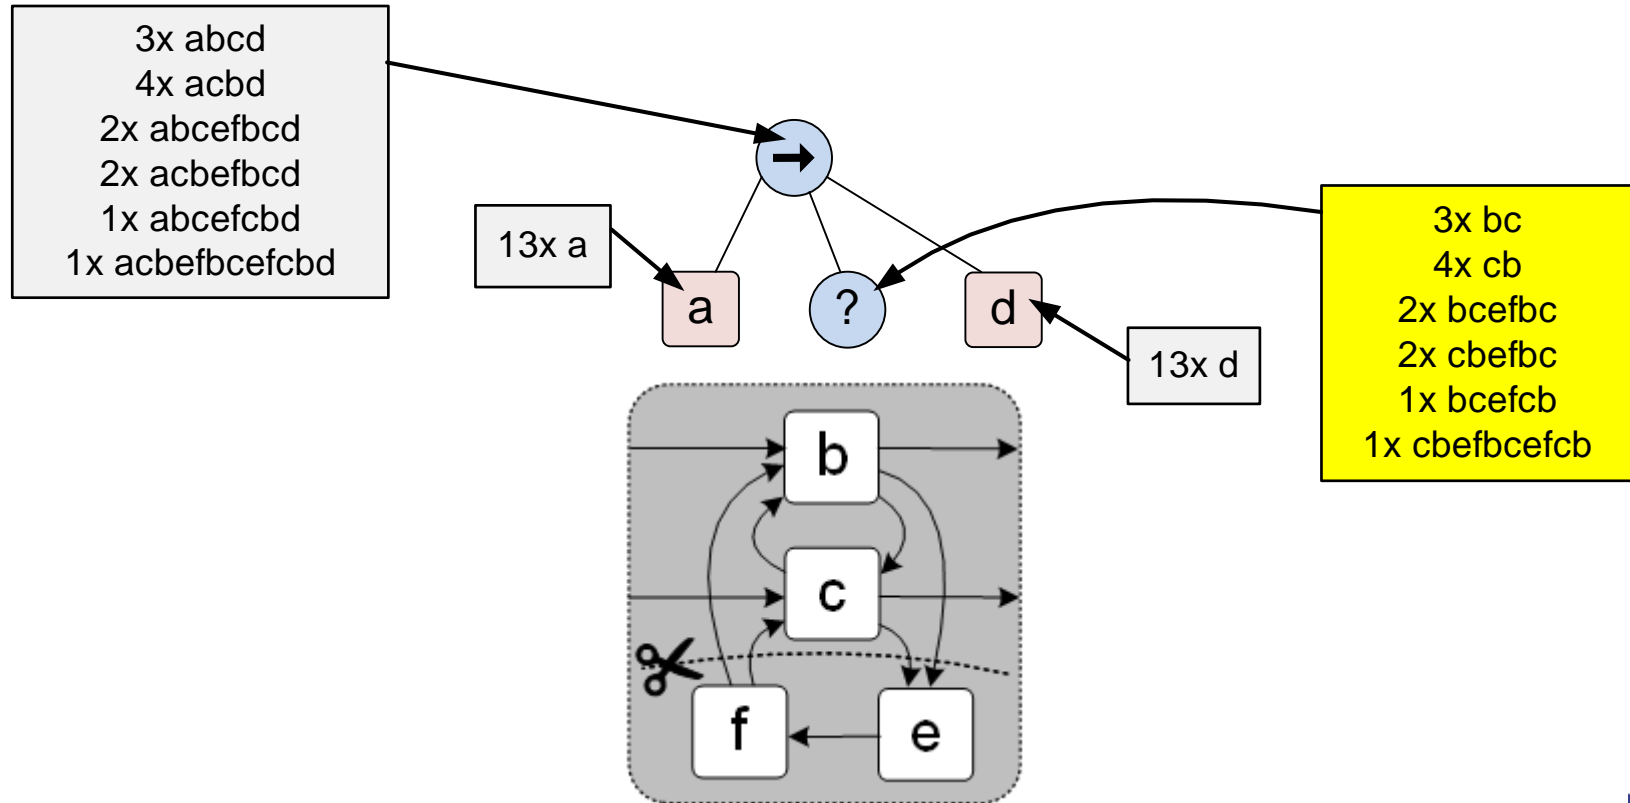 3x abcd
4x acbd
2x abcefbcd
2x acbefbcd
1x abcefcbd
1x acbefbcefcbd
➞
13x a
a
?
d
13x d
3x bc
4x cb
2x bcefbc
2x cbefbc
1x bcefcb
1x cbefbcefcb
b
c
f
e